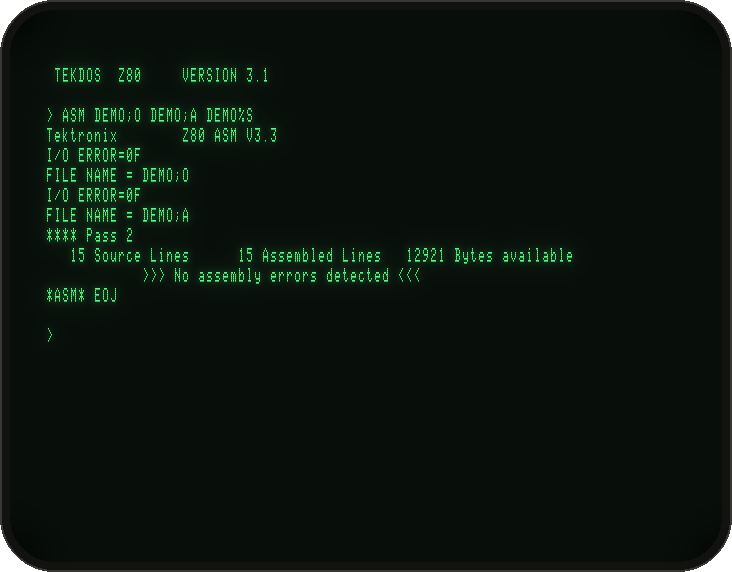 TEKDOS Z80 VERSION 3.1
> ASM DEMO;O DEMO;A DEMO%S
Tektronix Z80 ASM V3.3
I/O ERROR=0F
FILE NAME = DEMO;O
I/O ERROR=0F
FILE NAME = DEMO;A
**** Pass 2
15 Source Lines 15 Assembled Lines 12921 Bytes available
>>> No assembly errors detected <<<
*ASM* EOJ
>